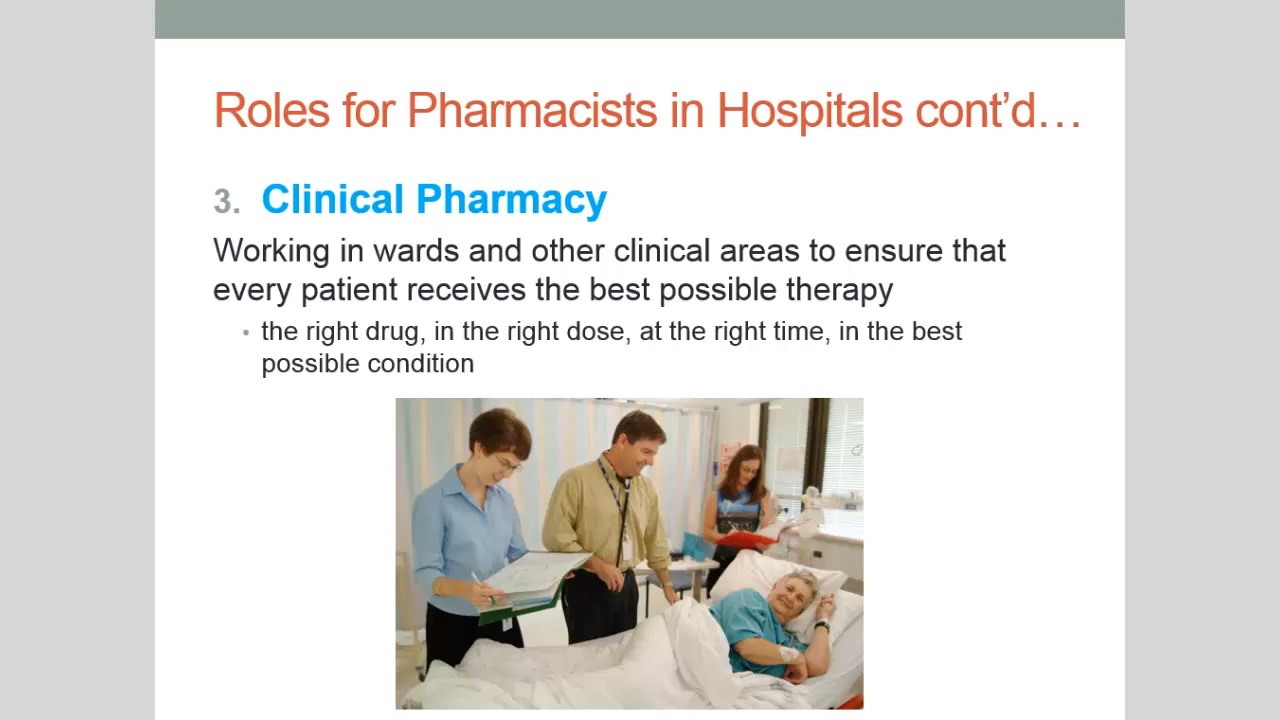 Roles for Pharmacists in Hospitals cont’d…
3. Clinical Pharmacy
Working in wards and other clinical areas to ensure that
every patient receives the best possible therapy
• the right drug, in the right dose, at the right time, in the best
possible condition